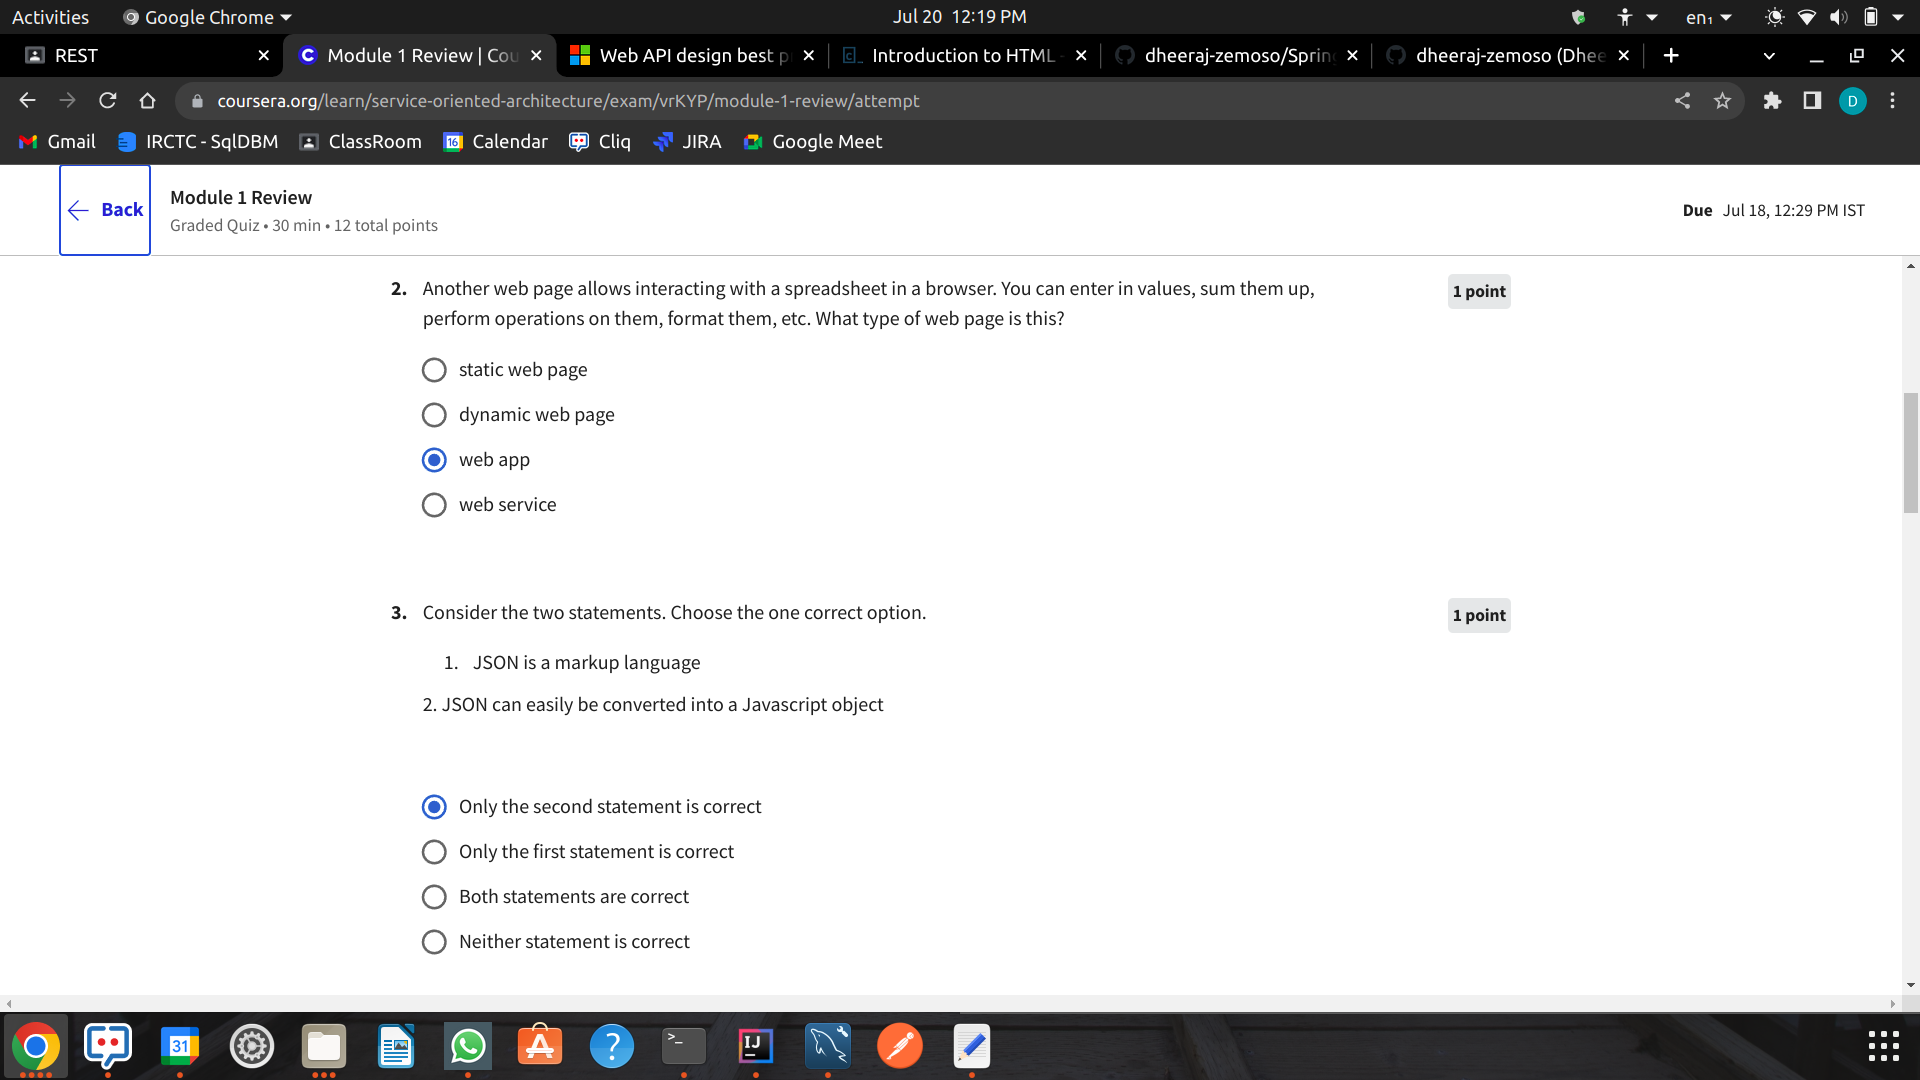 Activities
Google Chrome
Jul 20 12:19 PM
en₁
REST
Module 1 Review | Cou
Web API design best p
Introduction to HTML
dheeraj-zemoso/Sprin
dheeraj-zemoso (Dhee
coursera.org/learn/service-oriented-architecture/exam/vrKYP/module-1-review/attempt
D
Gmail
IRCTC - SqlDBM
ClassRoom
16
Calendar
Cliq
JIRA
Google Meet
Back
Module 1 Review
Graded Quiz • 30 min • 12 total points
Due Jul 18, 12:29 PM IST
2. Another web page allows interacting with a spreadsheet in a browser. You can enter in values, sum them up,
perform operations on them, format them, etc. What type of web page is this?
1 point
static web page
dynamic web page
web app
web service
3. Consider the two statements. Choose the one correct option.
1 point
1. JSON is a markup language
2. JSON can easily be converted into a Javascript object
Only the second statement is correct
Only the first statement is correct
Both statements are correct
Neither statement is correct
31
A
?
>_
IJ